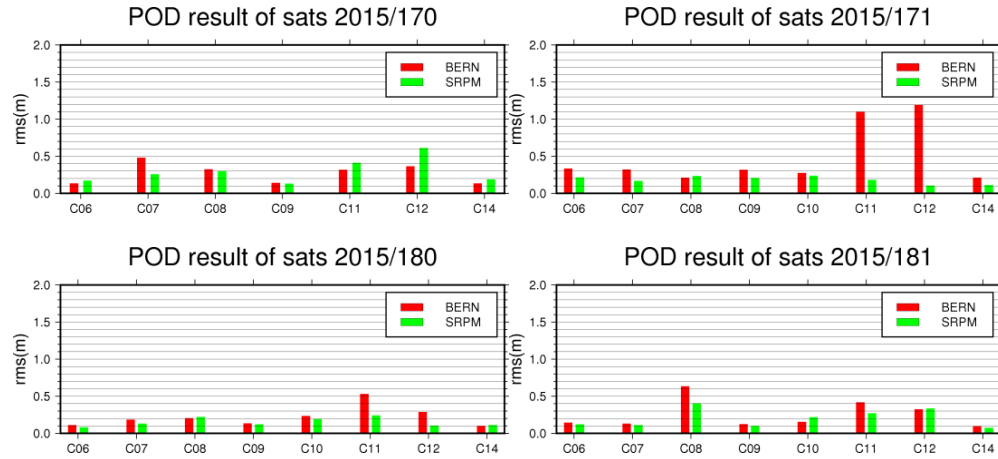 POD result of sats 2015/170
rms(m)
2.0
1.5
1.0
0.5
0.0
BERN
SRPM
C06 C07 C08 C09 C11 C12 C14
POD result of sats 2015/171
rms(m)
2.0
1.5
1.0
0.5
0.0
BERN
SRPM
C06 C07 C08 C09 C10 C11 C12 C14
POD result of sats 2015/180
rms(m)
2.0
1.5
1.0
0.5
0.0
BERN
SRPM
C06 C07 C08 C09 C10 C11 C12 C14
POD result of sats 2015/181
rms(m)
2.0
1.5
1.0
0.5
0.0
BERN
SRPM
C06 C07 C08 C09 C10 C11 C12 C14